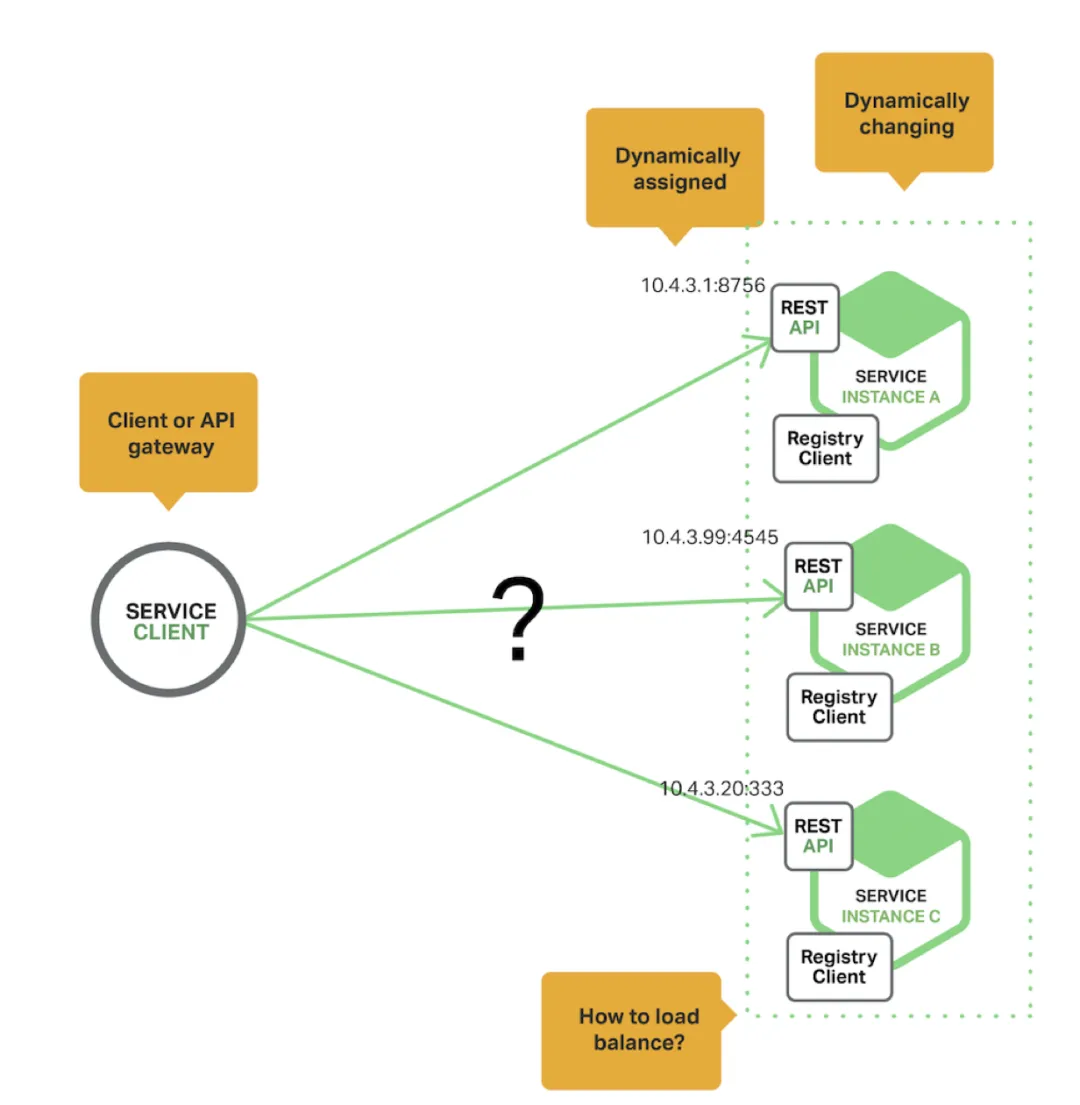 Dynamically
changing
Dynamically
assigned
10.4.3.1:8756
REST
API
SERVICE
INSTANCE A
Registry
Client
Client or API
gateway
SERVICE
CLIENT
?
10.4.3.99:4545
REST
API
SERVICE
INSTANCE B
Registry
Client
10.4.3.20:333
REST
API
SERVICE
INSTANCE C
Registry
Client
How to load
balance?